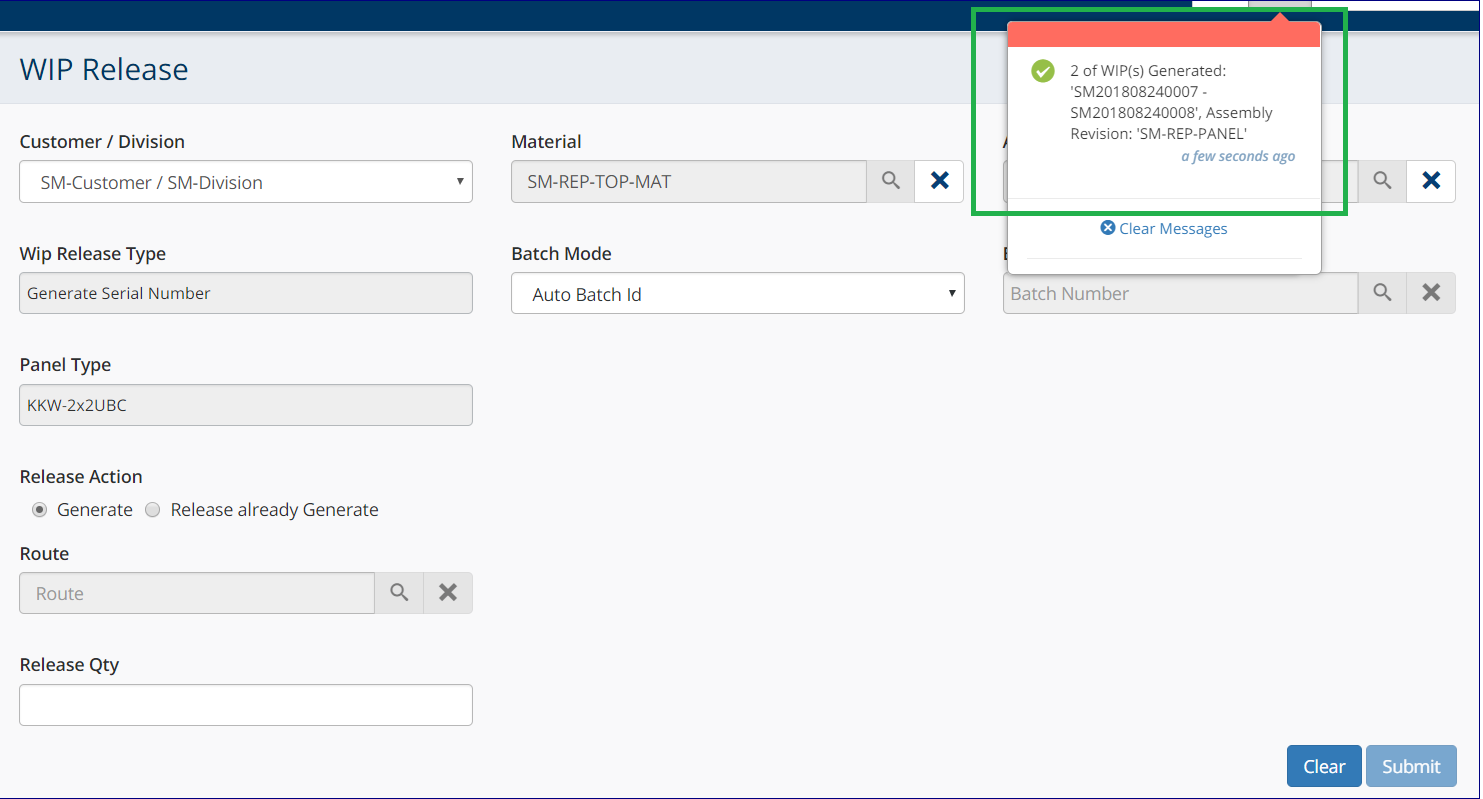 WIP Release
2 of WIP(s) Generated:
'SM201808240007 -
SM201808240008', Assembly
Revision: 'SM-REP-PANEL'
a few seconds ago
Clear Messages
Customer / Division
SM-Customer / SM-Division
Material
SM-REP-TOP-MAT
Wip Release Type
Generate Serial Number
Batch Mode
Auto Batch Id
Batch Number
Panel Type
KKW-2x2UBC
Release Action
Generate
Release already Generate
Route
Route
Release Qty
Clear
Submit